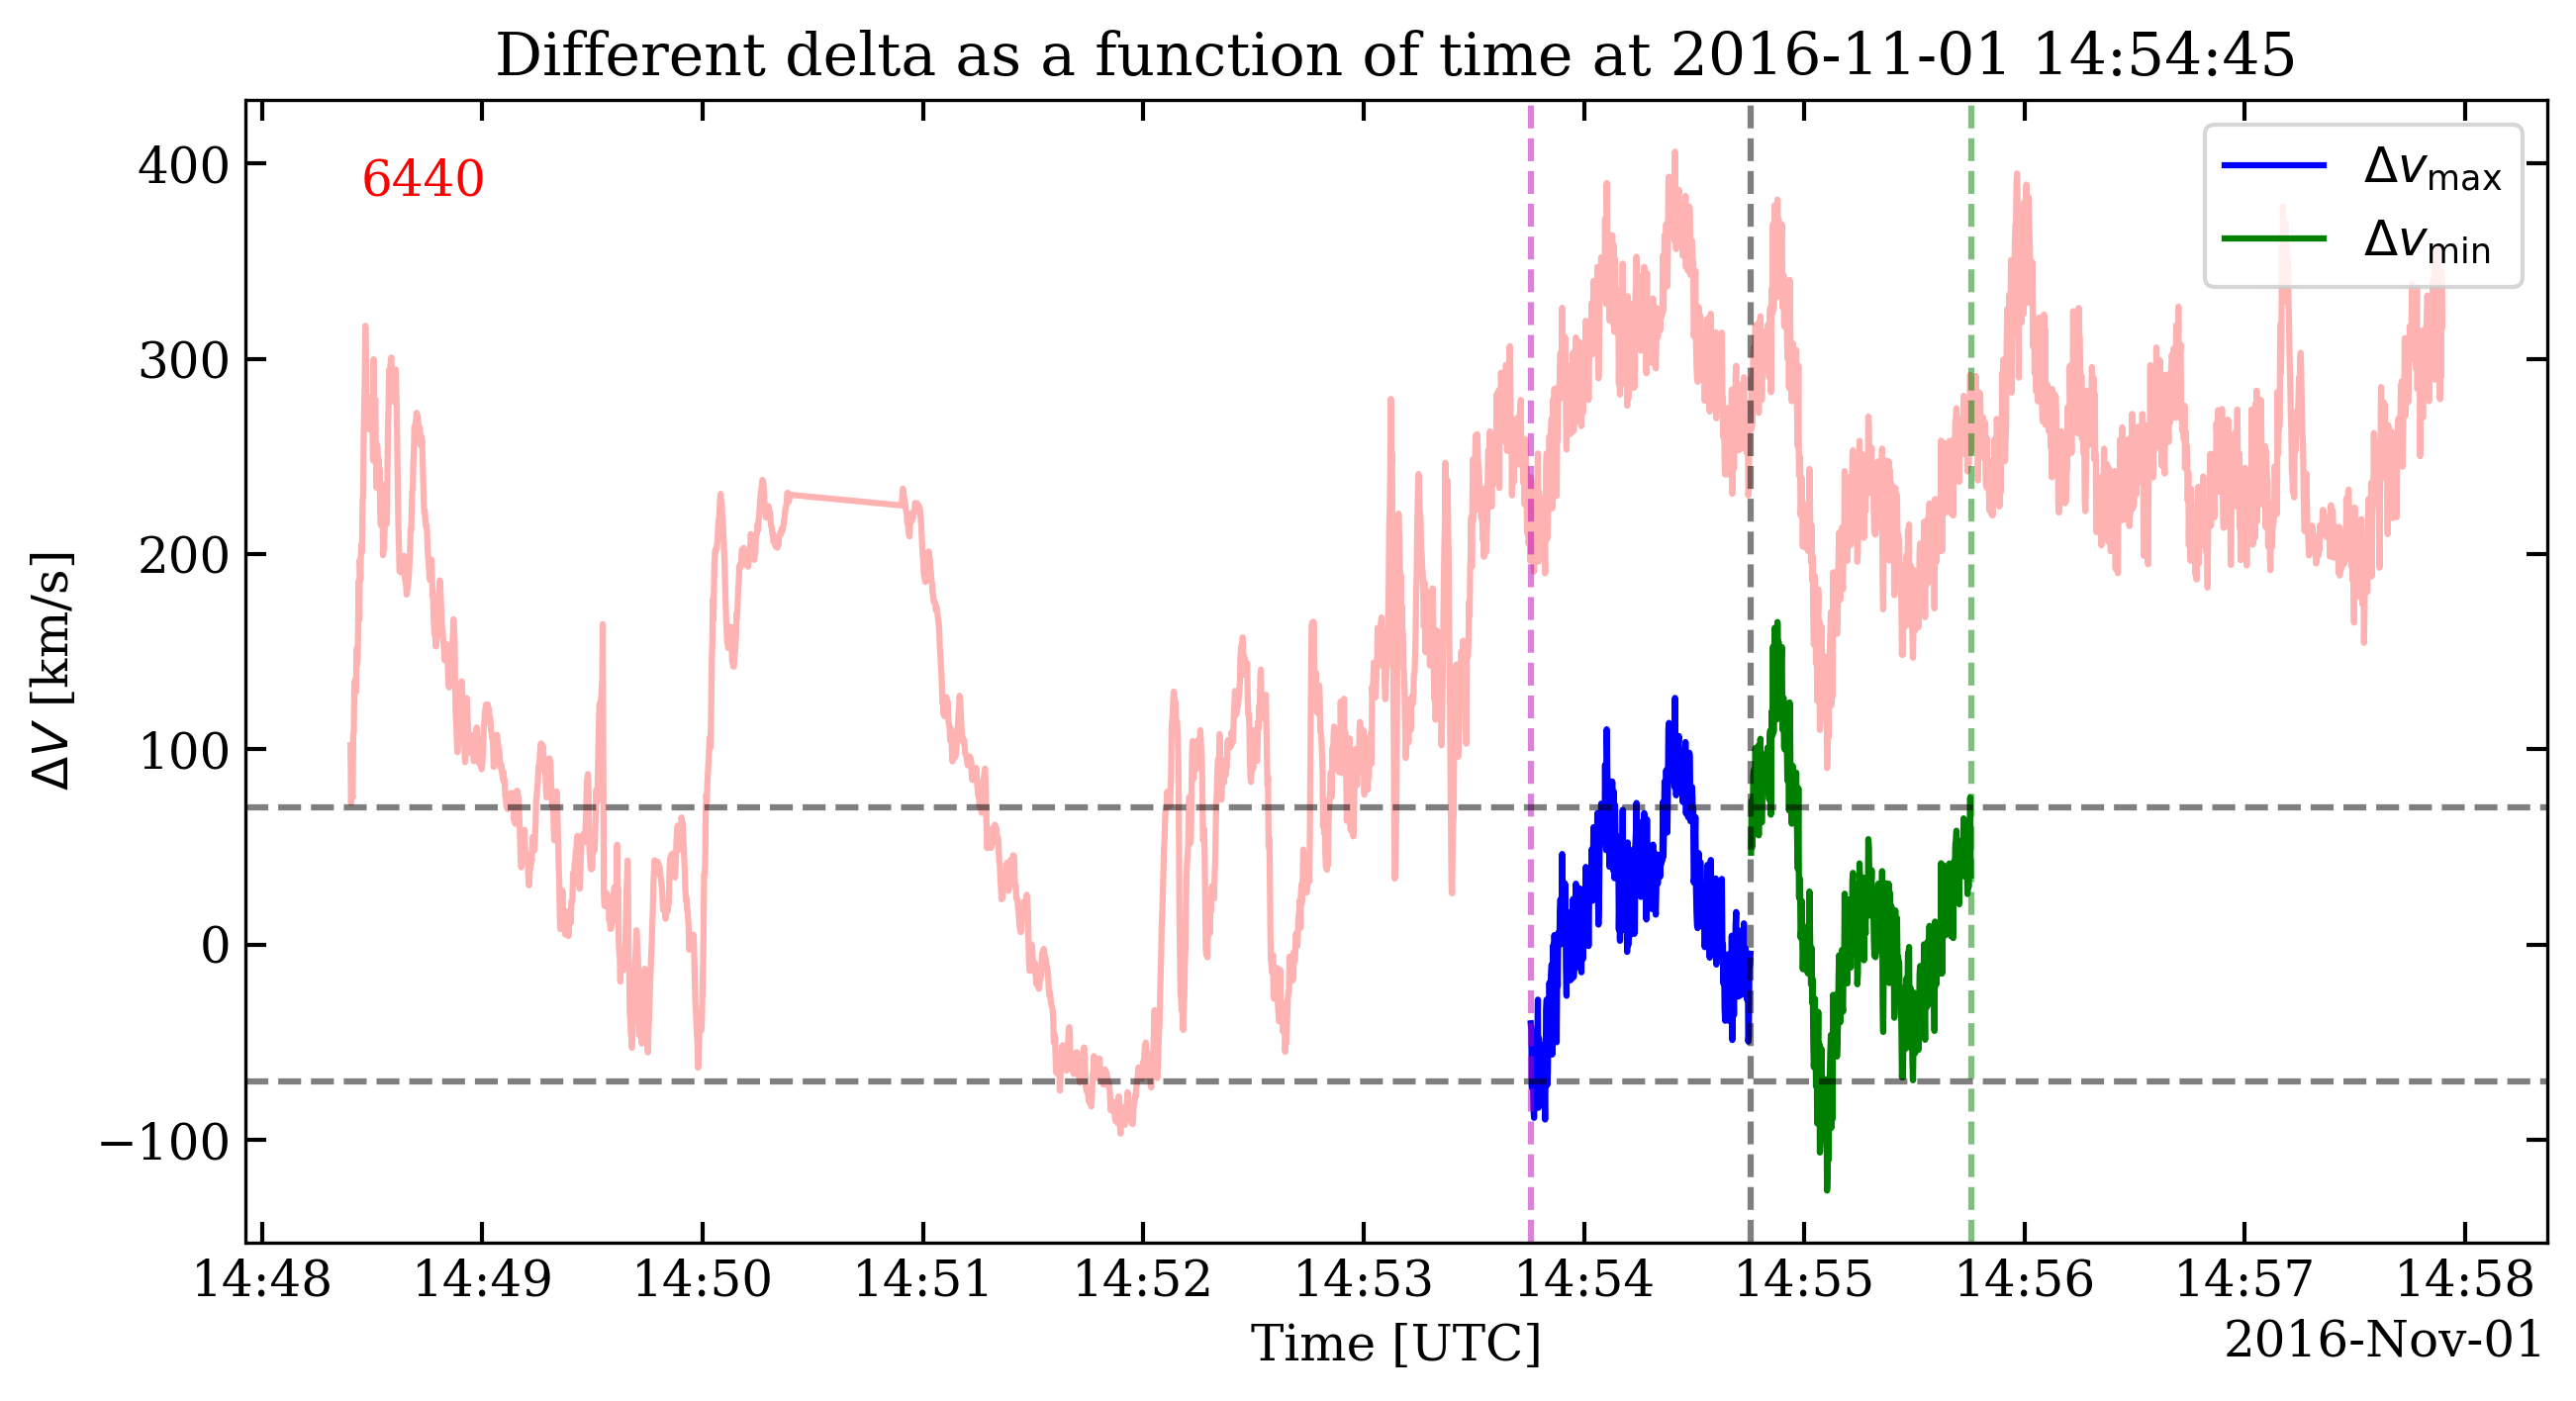 Different delta as a function of time at 2016-11-01 14:54:45
6440
Δv_max
Δv_min
400
300
200
100
0
−100
ΔV [km/s]
14:48 14:49 14:50 14:51 14:52 14:53 14:54 14:55 14:56 14:57 14:58
Time [UTC]
2016-Nov-01